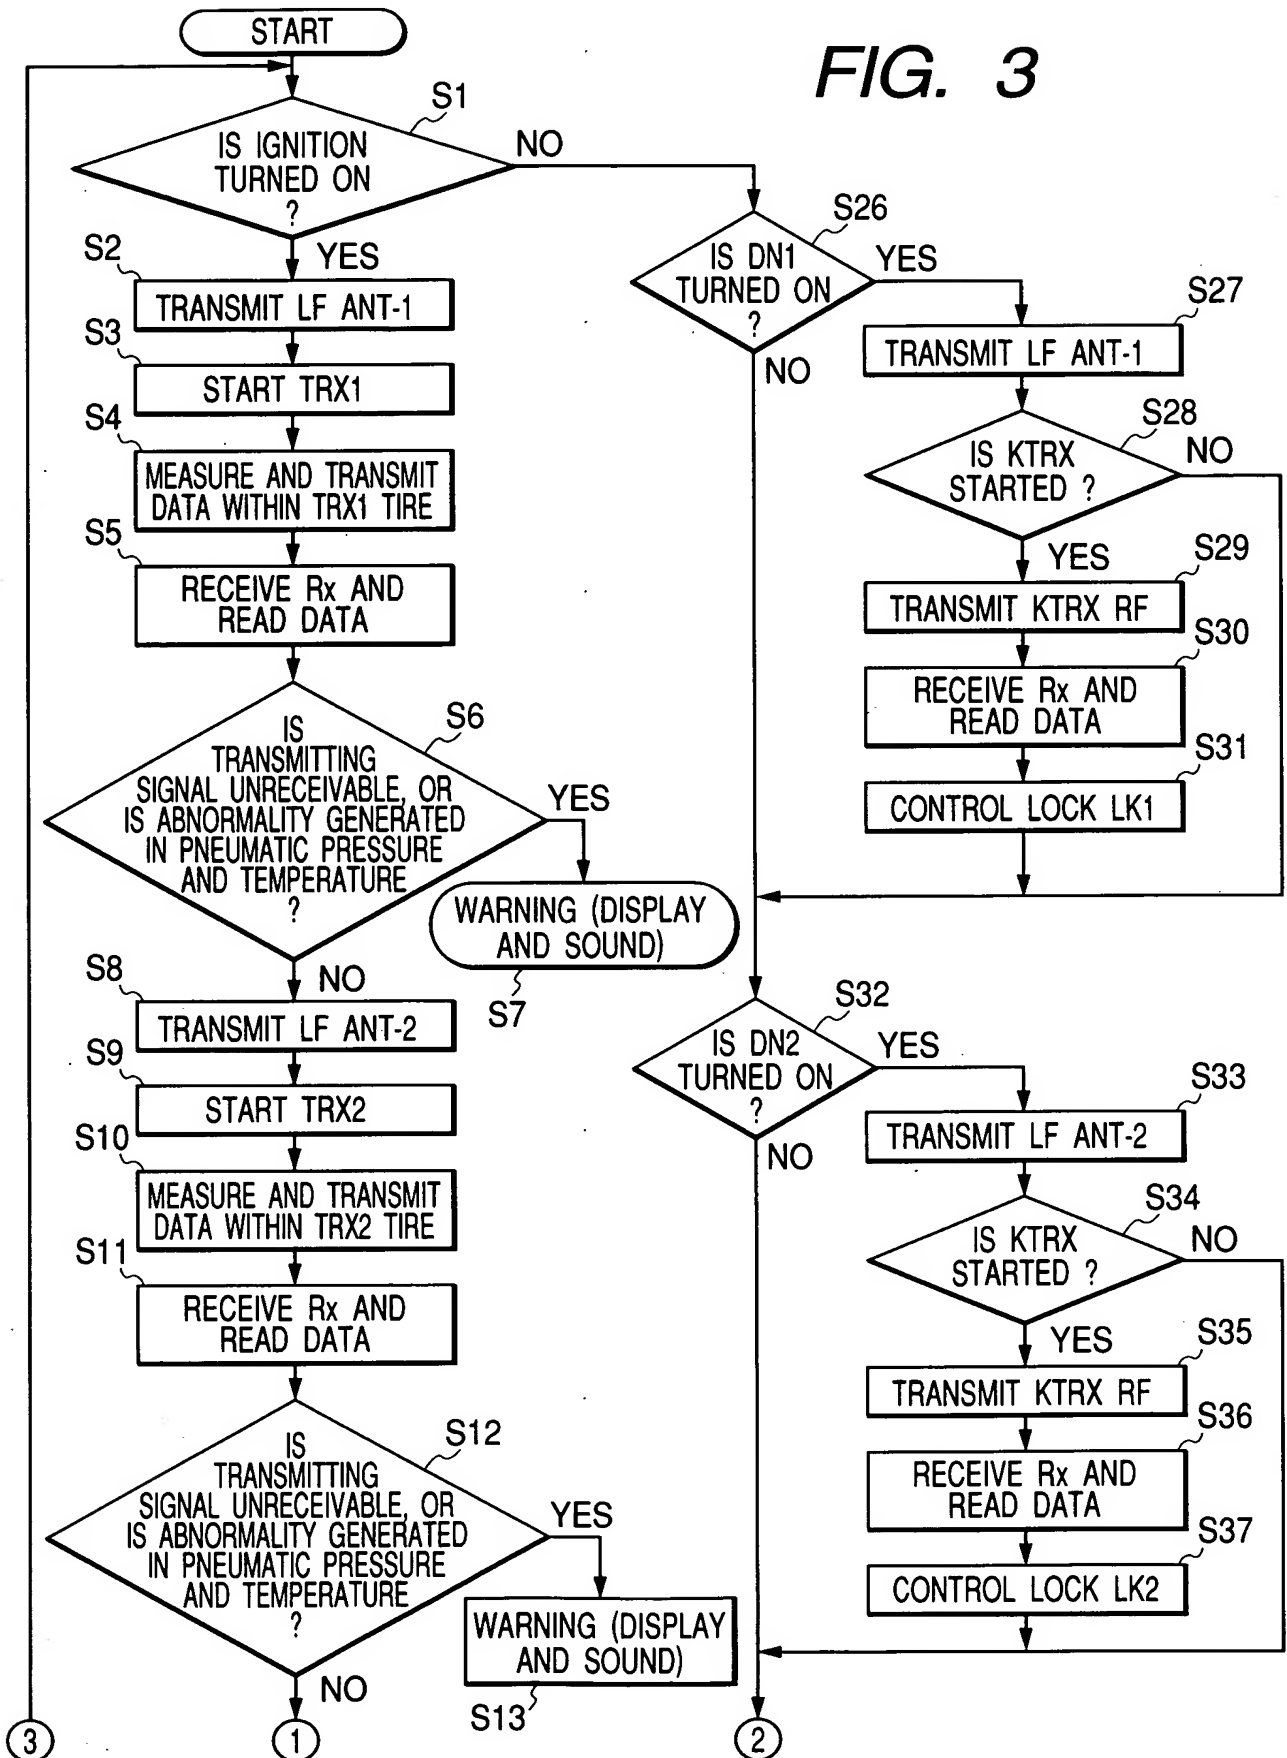 FIG. 3
START
S1
IS IGNITION
TURNED ON
?
NO
YES
S2
TRANSMIT LF ANT-1
S3
START TRX1
S4
MEASURE AND TRANSMIT
DATA WITHIN TRX1 TIRE
S5
RECEIVE Rx AND
READ DATA
S6
IS
TRANSMITTING
SIGNAL UNRECEIVABLE, OR
IS ABNORMALITY GENERATED
IN PNEUMATIC PRESSURE
AND TEMPERATURE
?
YES
WARNING (DISPLAY
AND SOUND)
S7
NO
S8
TRANSMIT LF ANT-2
S9
START TRX2
S10
MEASURE AND TRANSMIT
DATA WITHIN TRX2 TIRE
S11
RECEIVE Rx AND
READ DATA
S12
IS
TRANSMITTING
SIGNAL UNRECEIVABLE, OR
IS ABNORMALITY GENERATED
IN PNEUMATIC PRESSURE
AND TEMPERATURE
?
YES
WARNING (DISPLAY
AND SOUND)
S13
NO
3
1
S26
IS DN1
TURNED ON
?
YES
NO
S27
TRANSMIT LF ANT-1
S28
IS KTRX
STARTED ?
NO
YES
S29
TRANSMIT KTRX RF
S30
RECEIVE Rx AND
READ DATA
S31
CONTROL LOCK LK1
S32
IS DN2
TURNED ON
?
YES
NO
S33
TRANSMIT LF ANT-2
S34
IS KTRX
STARTED ?
NO
YES
S35
TRANSMIT KTRX RF
S36
RECEIVE Rx AND
READ DATA
S37
CONTROL LOCK LK2
2